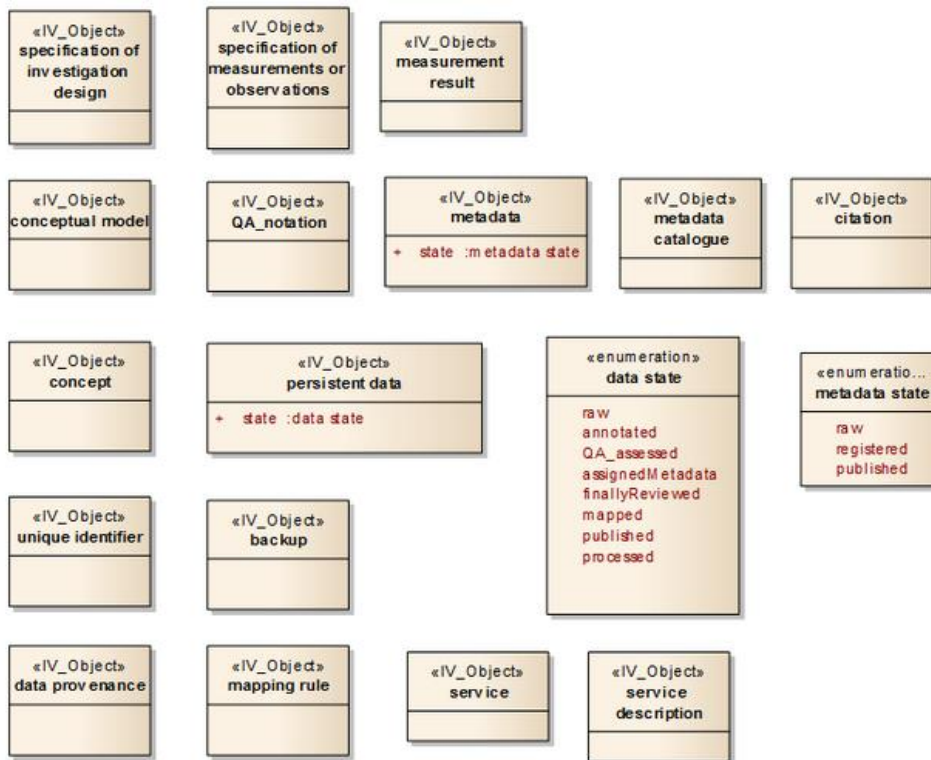 «IV_Object»
specification of
investigation
design
«IV_Object»
specification of
measurements or
observations
«IV_Object»
measurement
result
«IV_Object»
conceptual model
«IV_Object»
QA_notation
«IV_Object»
metadata
+ state :metadata state
«IV_Object»
metadata
catalogue
«IV_Object»
citation
«IV_Object»
concept
«IV_Object»
persistent data
+ state :data state
«enumeration»
data state
raw
annotated
QA_assessed
assignedMetadata
finallyReviewed
mapped
published
processed
«enumeratio...
metadata state
raw
registered
published
«IV_Object»
unique identifier
«IV_Object»
backup
«IV_Object»
data provenance
«IV_Object»
mapping rule
«IV_Object»
service
«IV_Object»
service
description